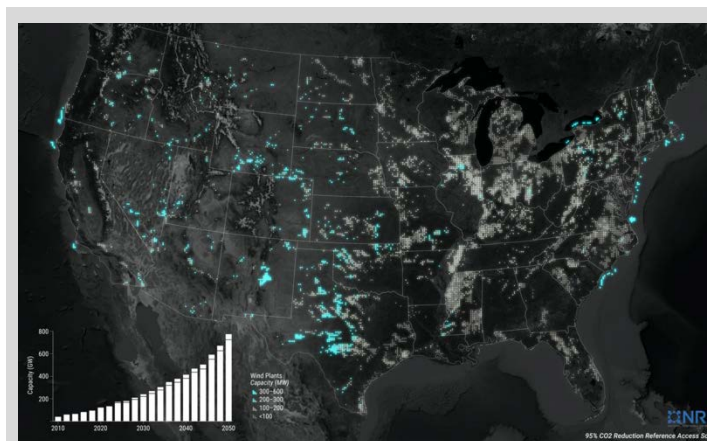 800
600
400
200
Capacity (GW)
2010
2020
2030
2040
2050
Wind Plants
Capacity (MW)
300–600
200–300
100–200
<100
NR
95% CO2 Reduction Reference Access Sc